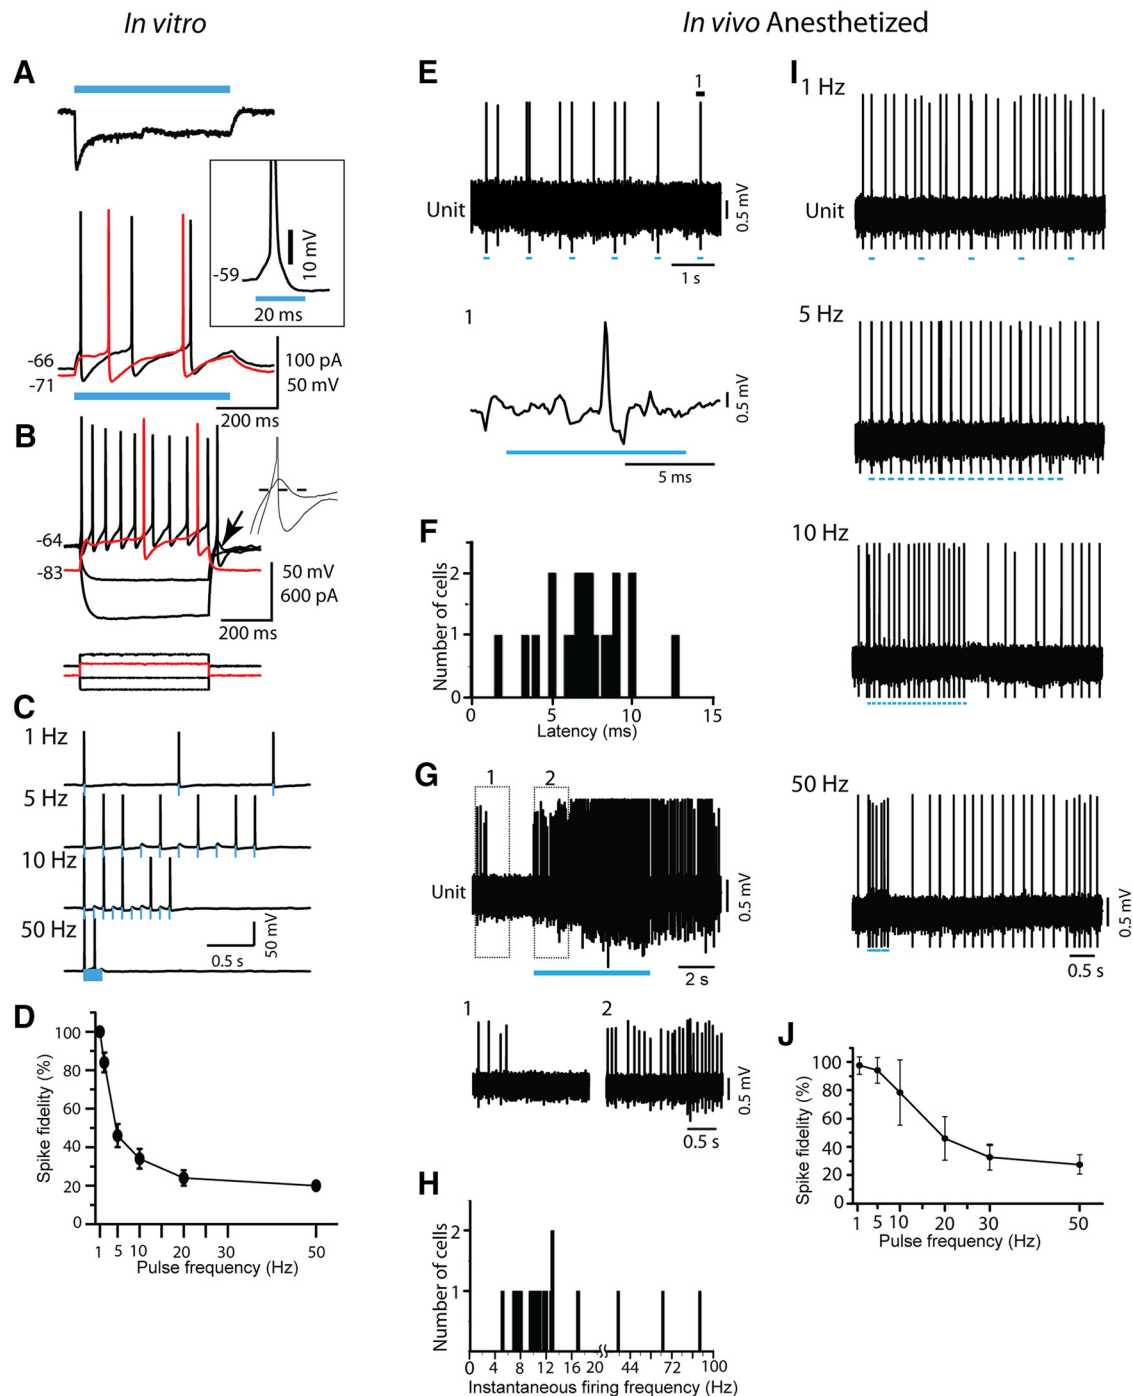 In vitro
In vivo Anesthetized
A
-59
10 mV
20 ms
-66
-71
100 pA
50 mV
200 ms
B
-64
-83
50 mV
600 pA
200 ms
C
1 Hz
5 Hz
10 Hz
50 Hz
0.5 s
50 mV
D
Spike fidelity (%)
100
80
60
40
20
0
1 5 10 20 30 50
Pulse frequency (Hz)
E
1
Unit
0.5 mV
1 s
1
0.5 mV
5 ms
F
Number of cells
2
1
0
0 5 10 15
Latency (ms)
G
1 2
Unit
0.5 mV
2 s
1 2
0.5 mV
0.5 s
H
Number of cells
2
1
0 4 8 12 16 20 44 72 100
Instantaneous firing frequency (Hz)
I
1 Hz
Unit
5 Hz
10 Hz
50 Hz
0.5 mV
0.5 s
J
Spike fidelity (%)
100
80
60
40
20
0
1 5 10 20 30 50
Pulse frequency (Hz)